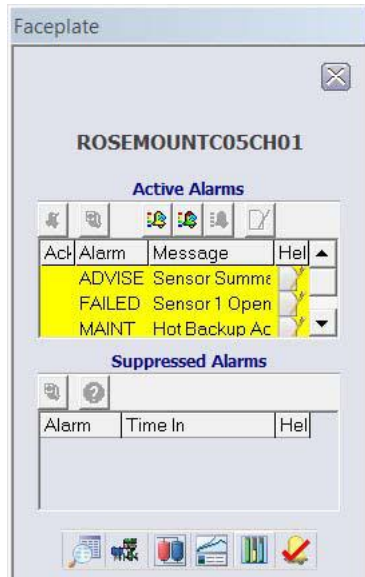 Faceplate
ROSEMOUNTC05CH01
Active Alarms
Ack Alarm Message Hel
ADVISE Sensor Summa
FAILED Sensor 1 Open
MAINT Hot Backup Ac
Suppressed Alarms
Alarm Time In Hel